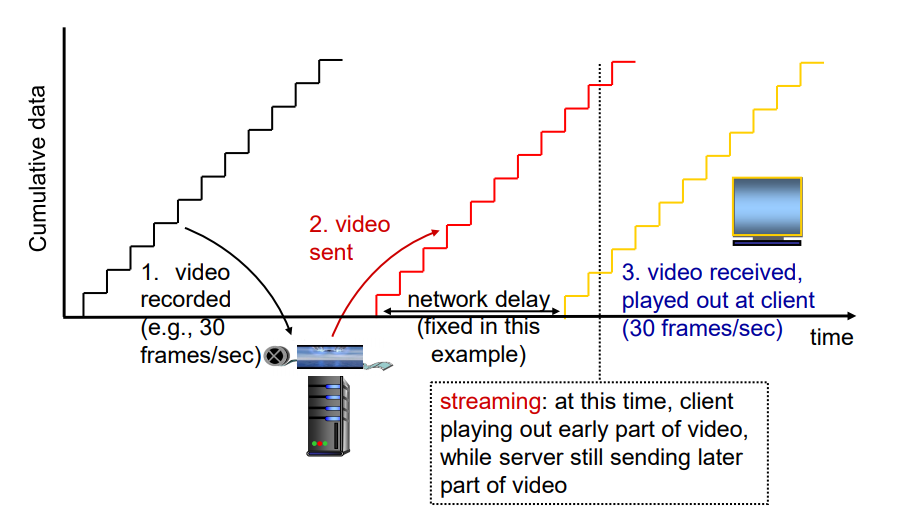 Cumulative data
1. video
recorded
(e.g., 30
frames/sec)
2. video
sent
network delay
(fixed in this
example)
3. video received,
played out at client
(30 frames/sec)
time
streaming: at this time, client
playing out early part of video,
while server still sending later
part of video